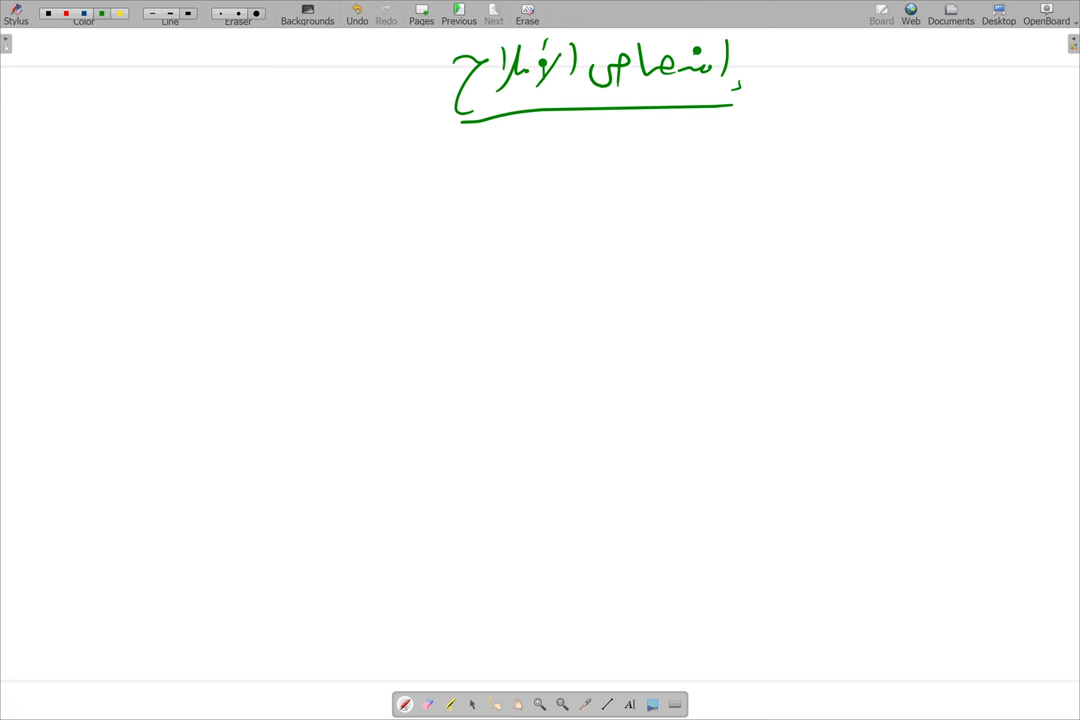 Stylus
Color
Line
Eraser
Backgrounds
Undo
Redo
Pages
Previous
Next
Erase
Board
Web
Documents
Desktop
OpenBoard
امتصاص الأملاح